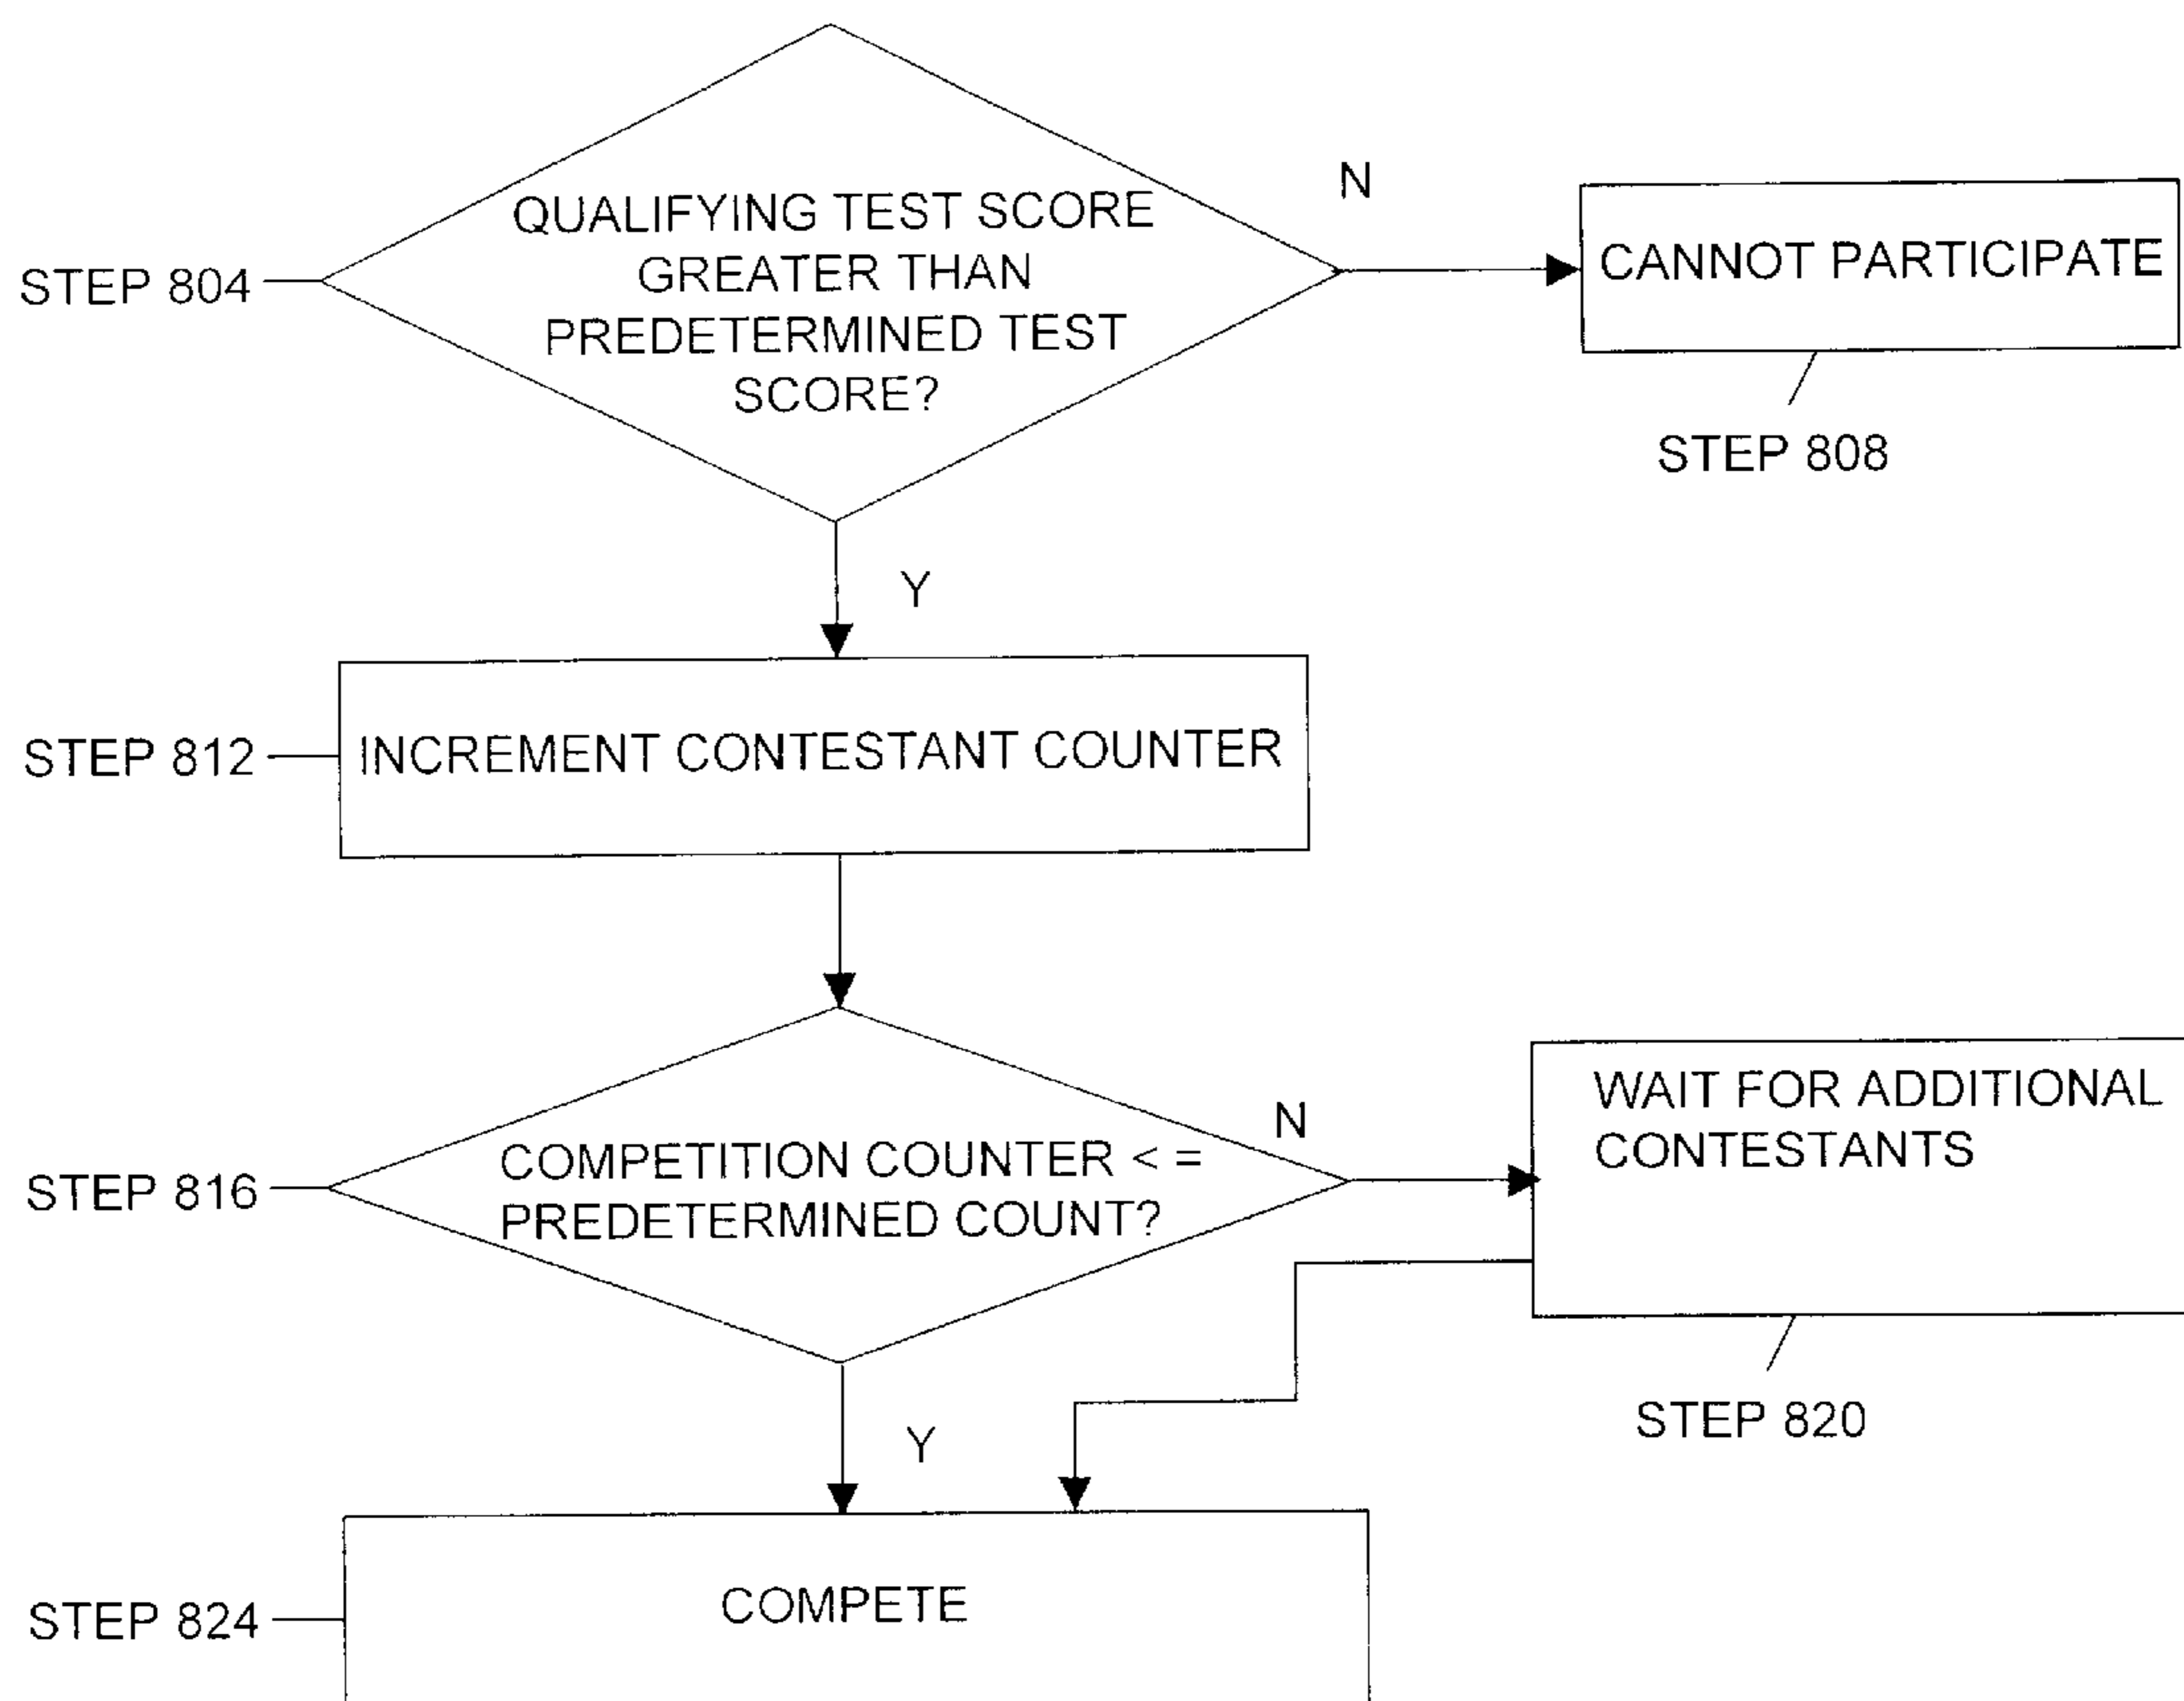 QUALIFYING TEST SCORE
GREATER THAN
PREDETERMINED TEST
SCORE?
STEP 804
N
CANNOT PARTICIPATE
STEP 808
Y
STEP 812
INCREMENT CONTESTANT COUNTER
STEP 816
COMPETITION COUNTER < =
PREDETERMINED COUNT?
N
WAIT FOR ADDITIONAL
CONTESTANTS
STEP 820
Y
STEP 824
COMPETE